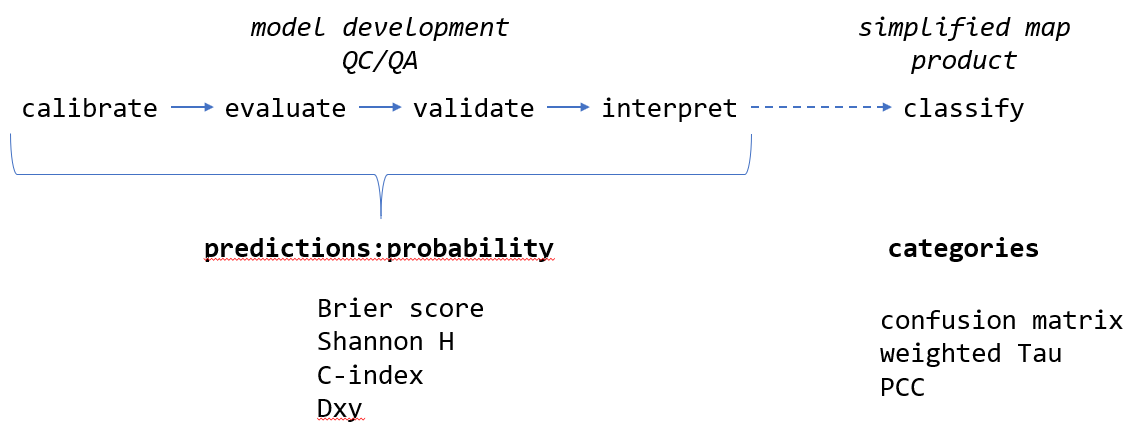 model development
QC/QA
simplified map
product
calibrate evaluate validate interpret classify
predictions:probability
categories
Brier score
Shannon H
C-index
Dxy
confusion matrix
weighted Tau
PCC